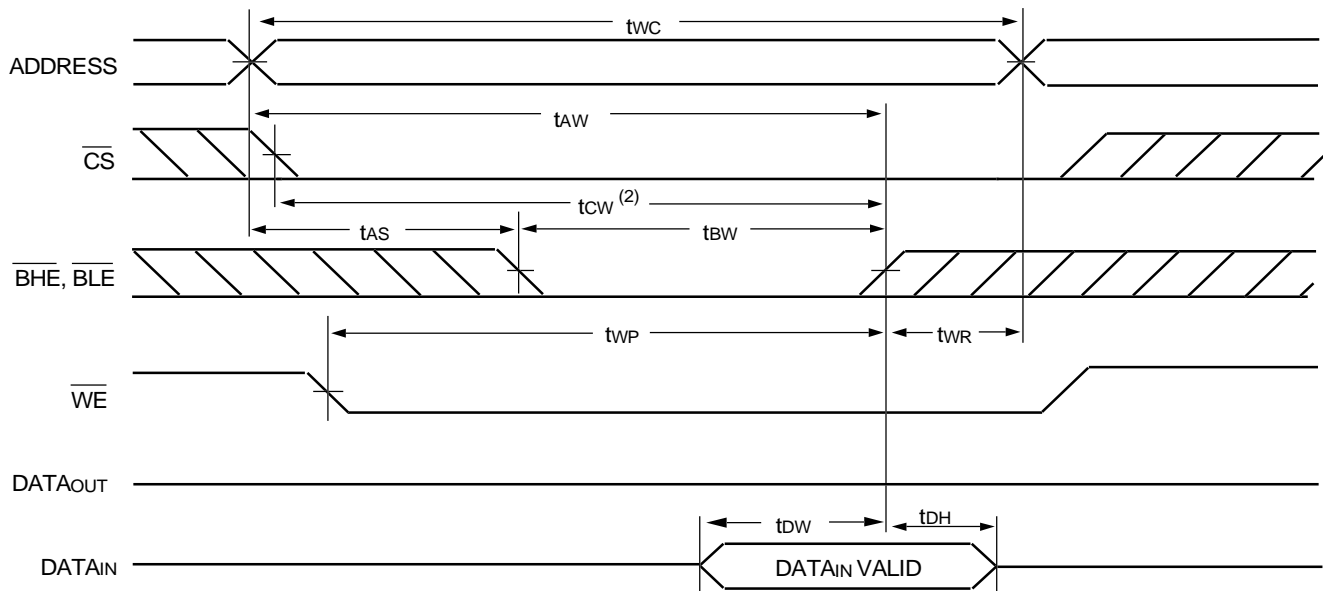 tWC
ADDRESS
tAW
CS
tCW (2)
tAS
tBW
BHE, BLE
tWP
tWR
WE
DATAOUT
tDW
tDH
DATAIN
DATAIN VALID